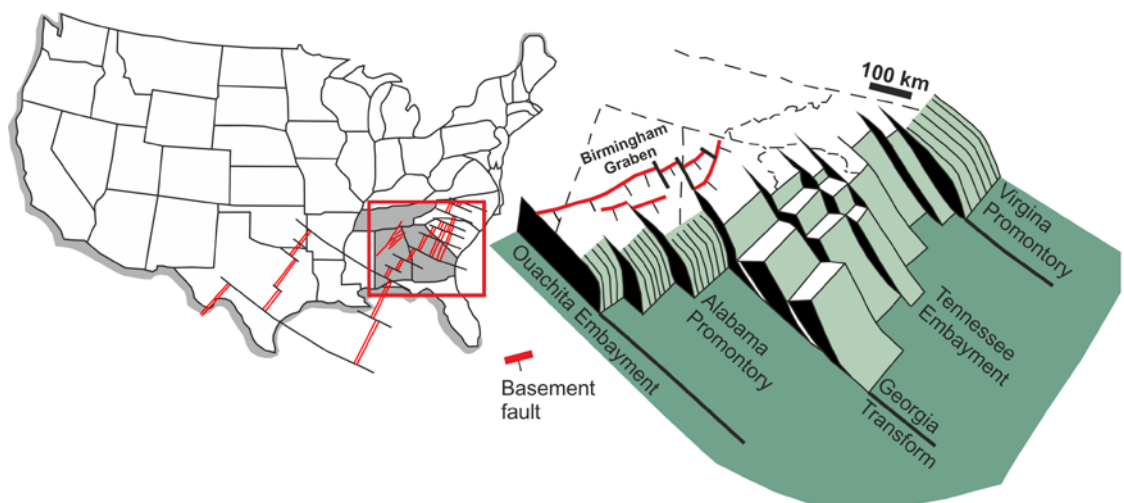 100 km
Birmingham
Graben
Virgina
Promontory
Ouachita Embayment
Alabama
Promontory
Tennessee
Embayment
Georgia
Transform
Basement
fault